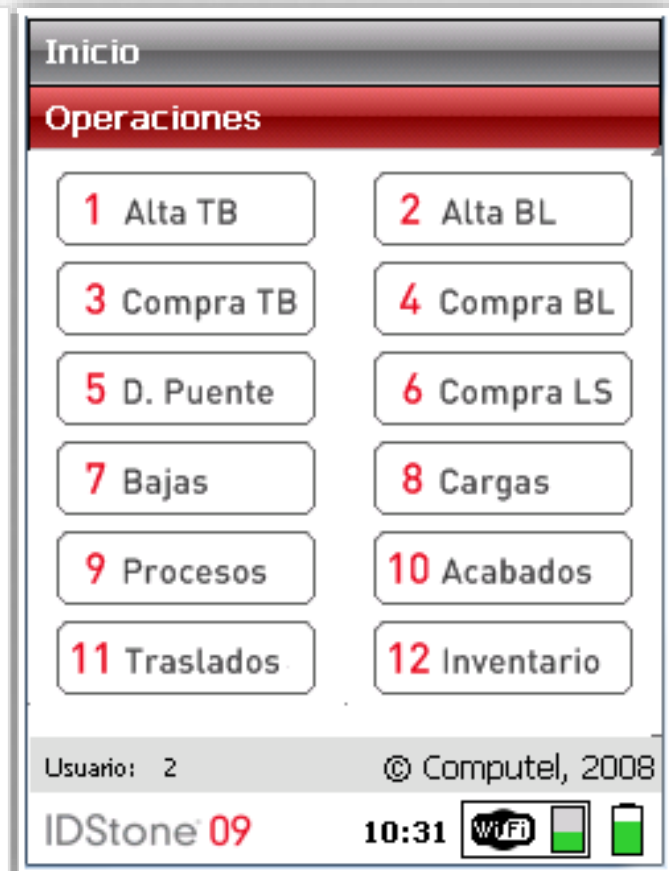 Inicio
Operaciones
1 Alta TB
2 Alta BL
3 Compra TB
4 Compra BL
5 D. Puente
6 Compra LS
7 Bajas
8 Cargas
9 Procesos
10 Acabados
11 Traslados
12 Inventario
Usuario: 2
© Computel, 2008
IDStone 09
10:31
WiFi